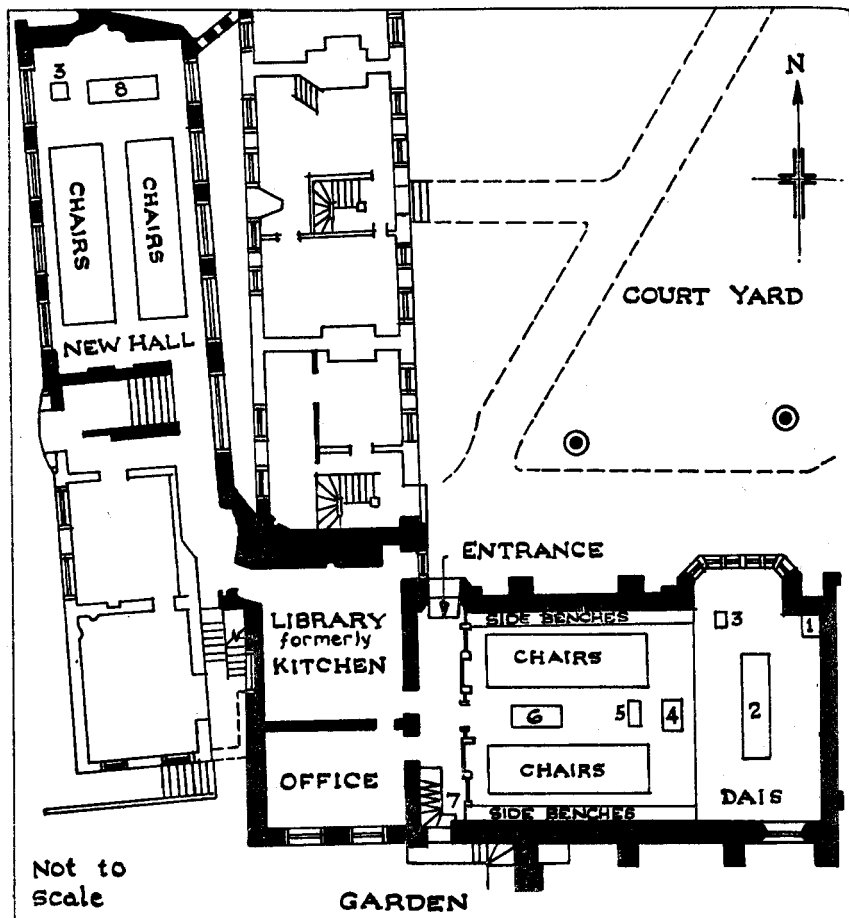 3
8
CHAIRS
CHAIRS
NEW HALL
N
COURT YARD
ENTRANCE
LIBRARY
formerly
KITCHEN
SIDE BENCHES
CHAIRS
3
1
6
5
4
2
OFFICE
CHAIRS
7
SIDE BENCHES
DAIS
Not to
scale
GARDEN